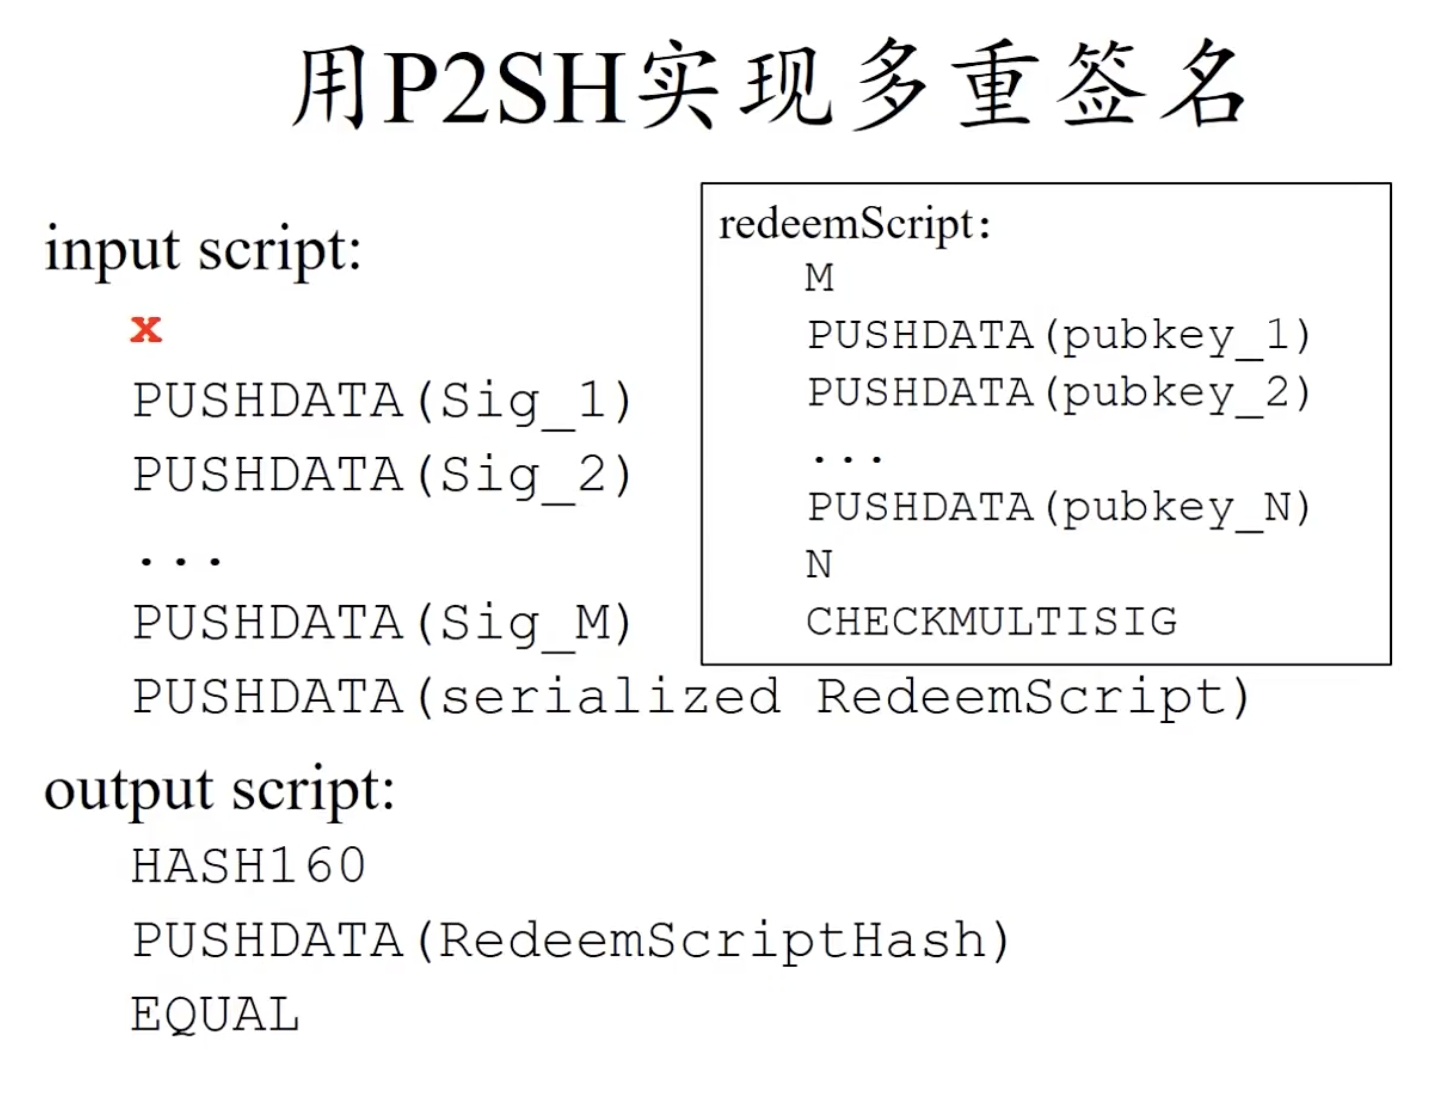 用P2SH实现多重签名
input script:
x
PUSHDATA(Sig_1)
PUSHDATA(Sig_2)
...
PUSHDATA(Sig_M)
PUSHDATA(serialized RedeemScript)
redeemScript:
M
PUSHDATA(pubkey_1)
PUSHDATA(pubkey_2)
...
PUSHDATA(pubkey_N)
N
CHECKMULTISIG
output script:
HASH160
PUSHDATA(RedeemScriptHash)
EQUAL